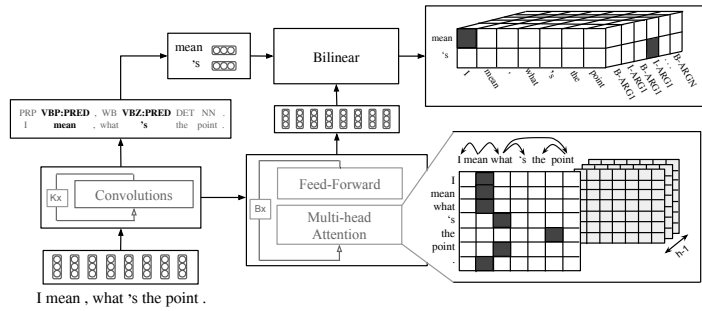 mean
's
Bilinear
mean
's
I
mean
,
what
's
the
point
.
B-ARG1
I-ARG1
B-ARG1
I-ARG1
.
.
B-ARGN
PRP VBP:PRED , WB VBZ:PRED DET NN .
I mean , what 's the point .
Kx
Convolutions
Bx
Feed-Forward
Multi-head
Attention
I mean what 's the point
I
mean
what
's
the
point
.
h-1
I mean , what 's the point .